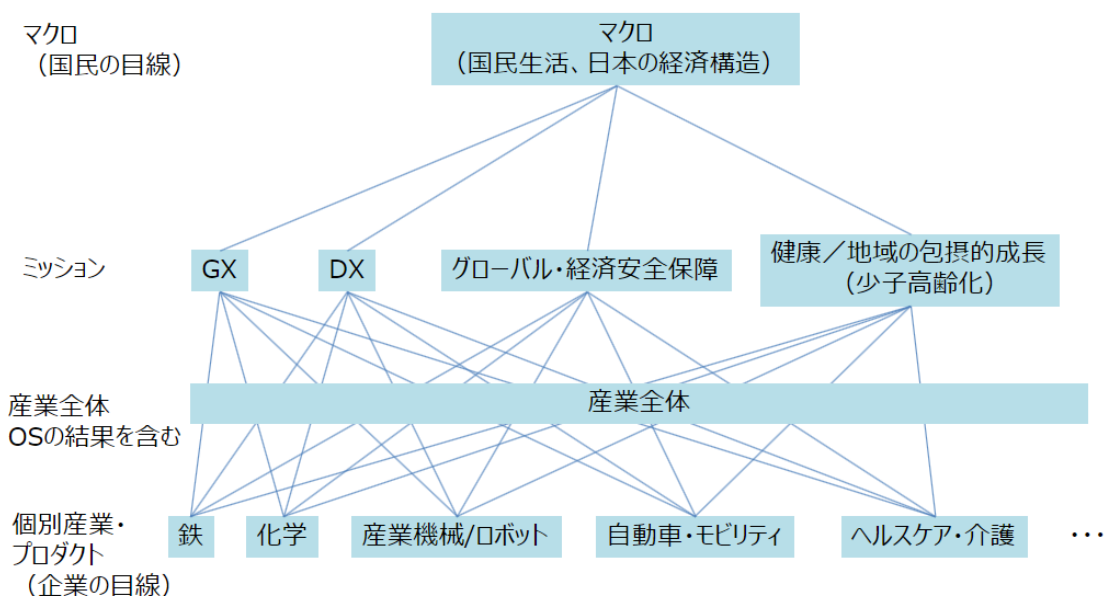 マクロ
（国民の目線）
マクロ
（国民生活、日本の経済構造）
ミッション
GX
DX
グローバル・経済安全保障
健康／地域の包摂的成長
（少子高齢化）
産業全体
OSの結果を含む
産業全体
個別産業・
プロダクト
（企業の目線）
鉄
化学
産業機械/ロボット
自動車・モビリティ
ヘルスケア・介護
・・・